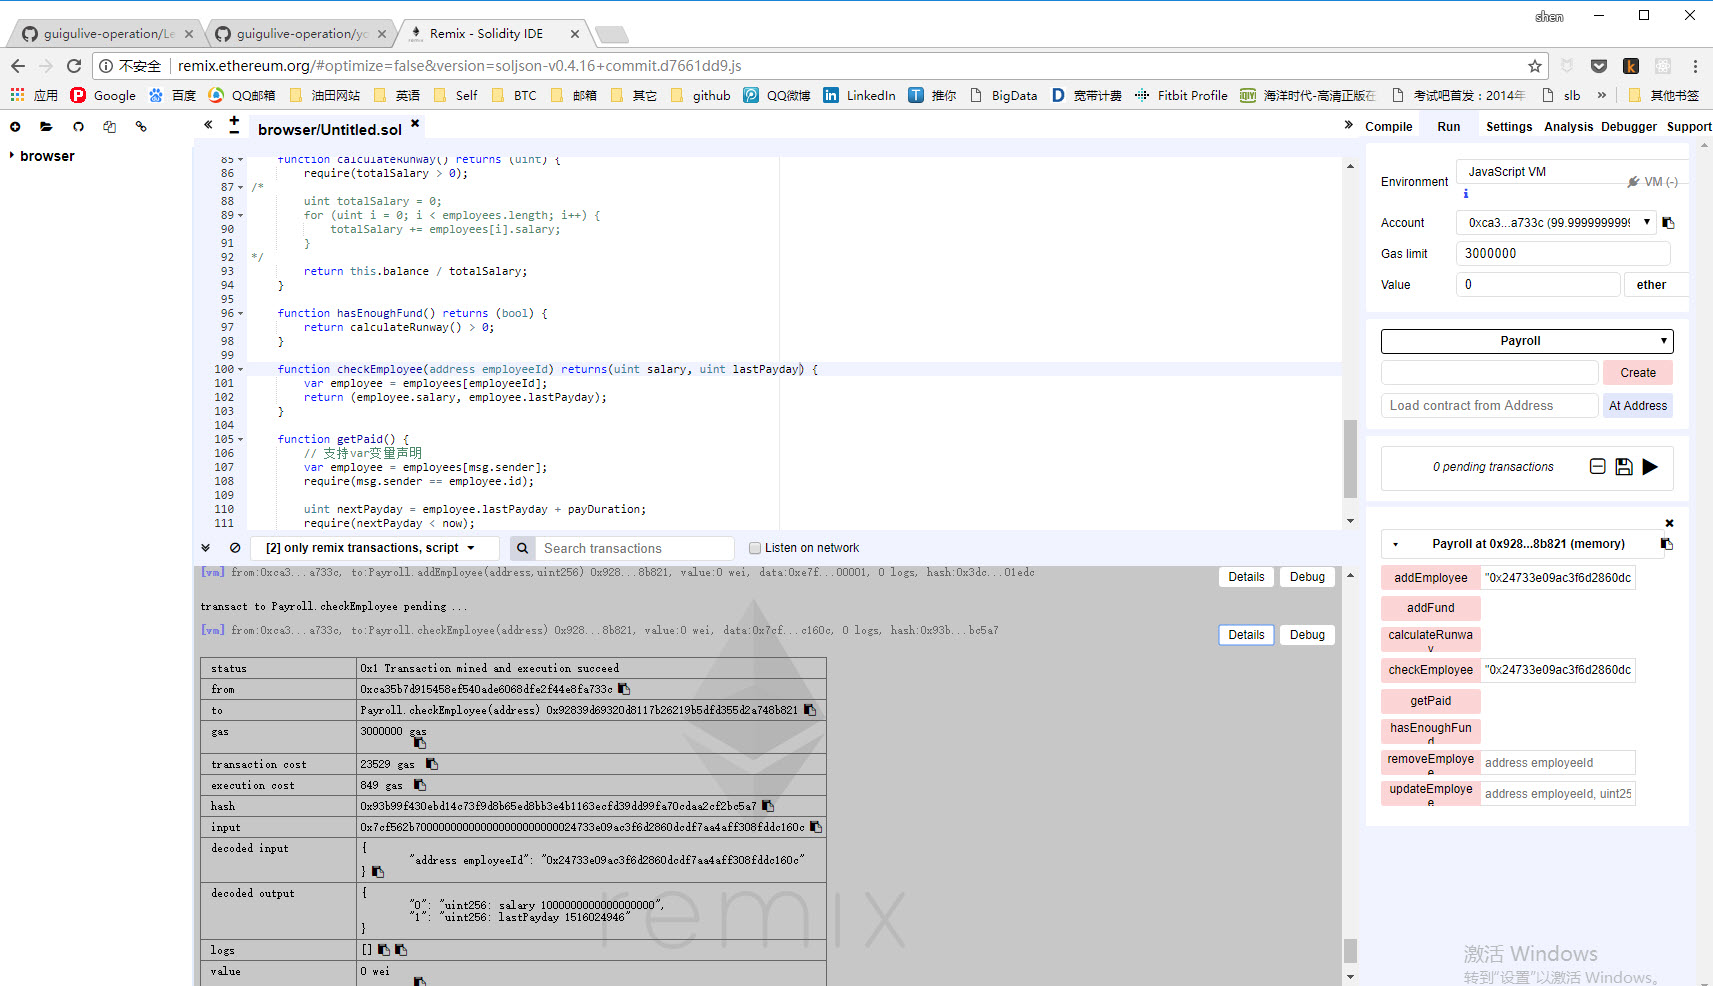 shen
guigulive-operation/Le
guigulive-operation/yo
Remix - Solidity IDE
不安全
remix.ethereum.org/#optimize=false&version=soljson-v0.4.16+commit.d7661dd9.js
应用 Google 百度 QQ邮箱 油田网站 英语 Self BTC 邮箱 其它 github QQ微博 LinkedIn 推你 BigData 宽带计费 Fitbit Profile 海洋时代-高清正版在 考试吧首发：2014年 slb » 其他书签
browser
« + − browser/Untitled.sol ×
» Compile Run Settings Analysis Debugger Support
85 function calculateRunway() returns (uint) {
86 require(totalSalary > 0);
87 /*
88 uint totalSalary = 0;
89 for (uint i = 0; i < employees.length; i++) {
90 totalSalary += employees[i].salary;
91 }
92 */
93 return this.balance / totalSalary;
94 }
95
96 function hasEnoughFund() returns (bool) {
97 return calculateRunway() > 0;
98 }
99
100 function checkEmployee(address employeeId) returns(uint salary, uint lastPayday) {
101 var employee = employees[employeeId];
102 return (employee.salary, employee.lastPayday);
103 }
104
105 function getPaid() {
106 // 支持var变量声明
107 var employee = employees[msg.sender];
108 require(msg.sender == employee.id);
109
110 uint nextPayday = employee.lastPayday + payDuration;
111 require(nextPayday < now);
[2] only remix transactions, script
Search transactions
Listen on network
[vm] from:0xca3...a733c, to:Payroll.addEmployee(address,uint256) 0x928...8b821, value:0 wei, data:0xe7f...00001, 0 logs, hash:0x3dc...01edc
Details Debug
transact to Payroll.checkEmployee pending ...
[vm] from:0xca3...a733c, to:Payroll.checkEmployee(address) 0x928...8b821, value:0 wei, data:0x7cf...c160c, 0 logs, hash:0x93b...bc5a7
Details Debug
status 0x1 Transaction mined and execution succeed
from 0xca35b7d915458ef540ade6068dfe2f44e8fa733c
to Payroll.checkEmployee(address) 0x92839d69320d8117b26219b5dfd355d2a748b821
gas 3000000 gas
transaction cost 23529 gas
execution cost 849 gas
hash 0x93b99f430ebd14c73f9d8b65ed8bb3e4b1163ecfd39dd99fa70cdaa2cf2bc5a7
input 0x7cf562b700000000000000000000000024733e09ac3f6d2860dcdf7aa4aff308fddc160c
decoded input {
"address employeeId": "0x24733e09ac3f6d2860dcdf7aa4aff308fddc160c"
}
decoded output {
"0": "uint256: salary 1000000000000000000",
"1": "uint256: lastPayday 1516024946"
}
logs []
value 0 wei
remix
Environment JavaScript VM VM (-)
i
Account 0xca3...a733c (99.9999999999
Gas limit 3000000
Value 0 ether
Payroll
Create
Load contract from Address At Address
0 pending transactions
Payroll at 0x928...8b821 (memory)
addEmployee "0x24733e09ac3f6d2860dc
addFund
calculateRunway
checkEmployee "0x24733e09ac3f6d2860dc
getPaid
hasEnoughFund
removeEmployee address employeeId
updateEmployee address employeeId, uint25
激活 Windows
转到"设置"以激活 Windows。